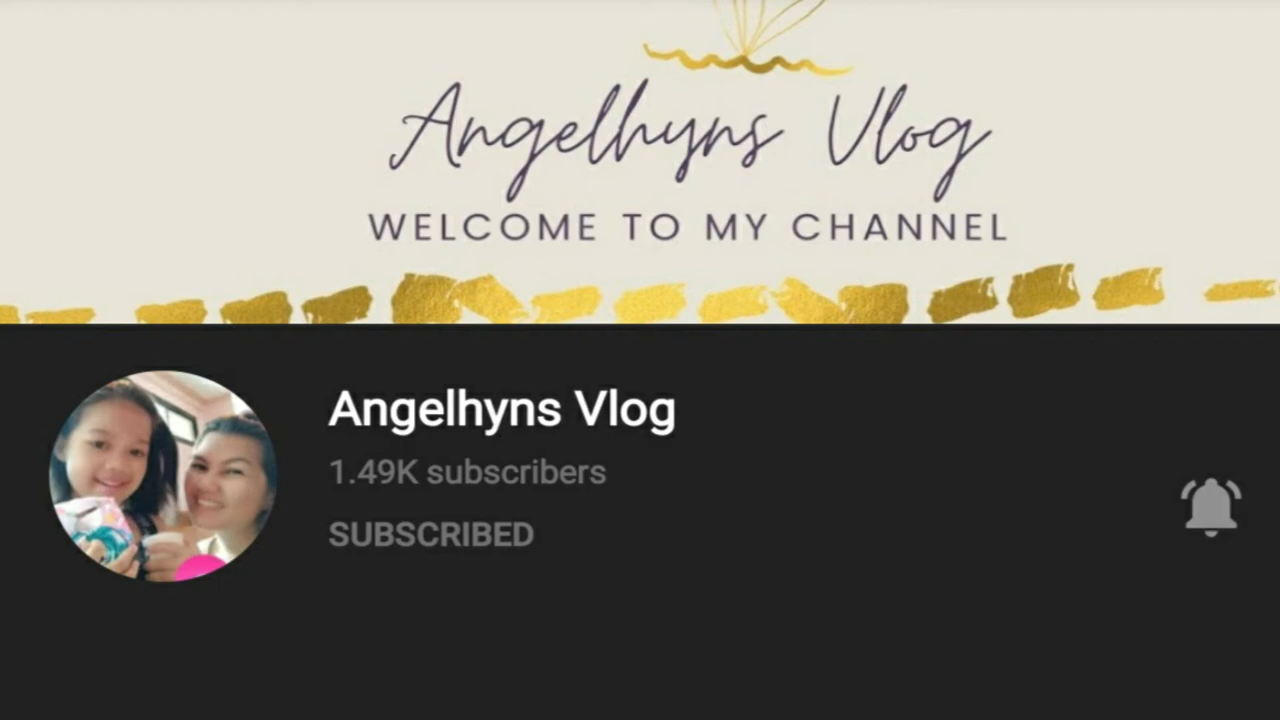 Angelhyns Vlog
WELCOME TO MY CHANNEL
Angelhyns Vlog
1.49K subscribers
SUBSCRIBED